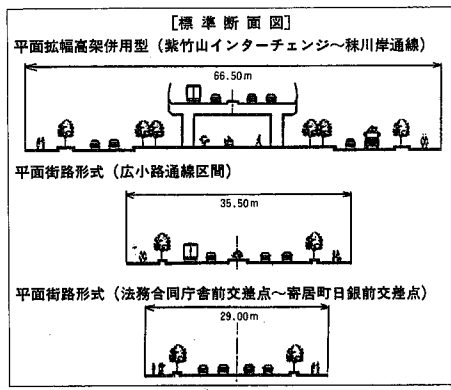 [標準断面図]
平面拡幅高架併用型（紫竹山インターチェンジ～秣川岸通線）
66.50m
平面街路形式（広小路通線区間）
35.50m
平面街路形式（法務合同庁舎前交差点～寄居町日銀前交差点）
29.00m